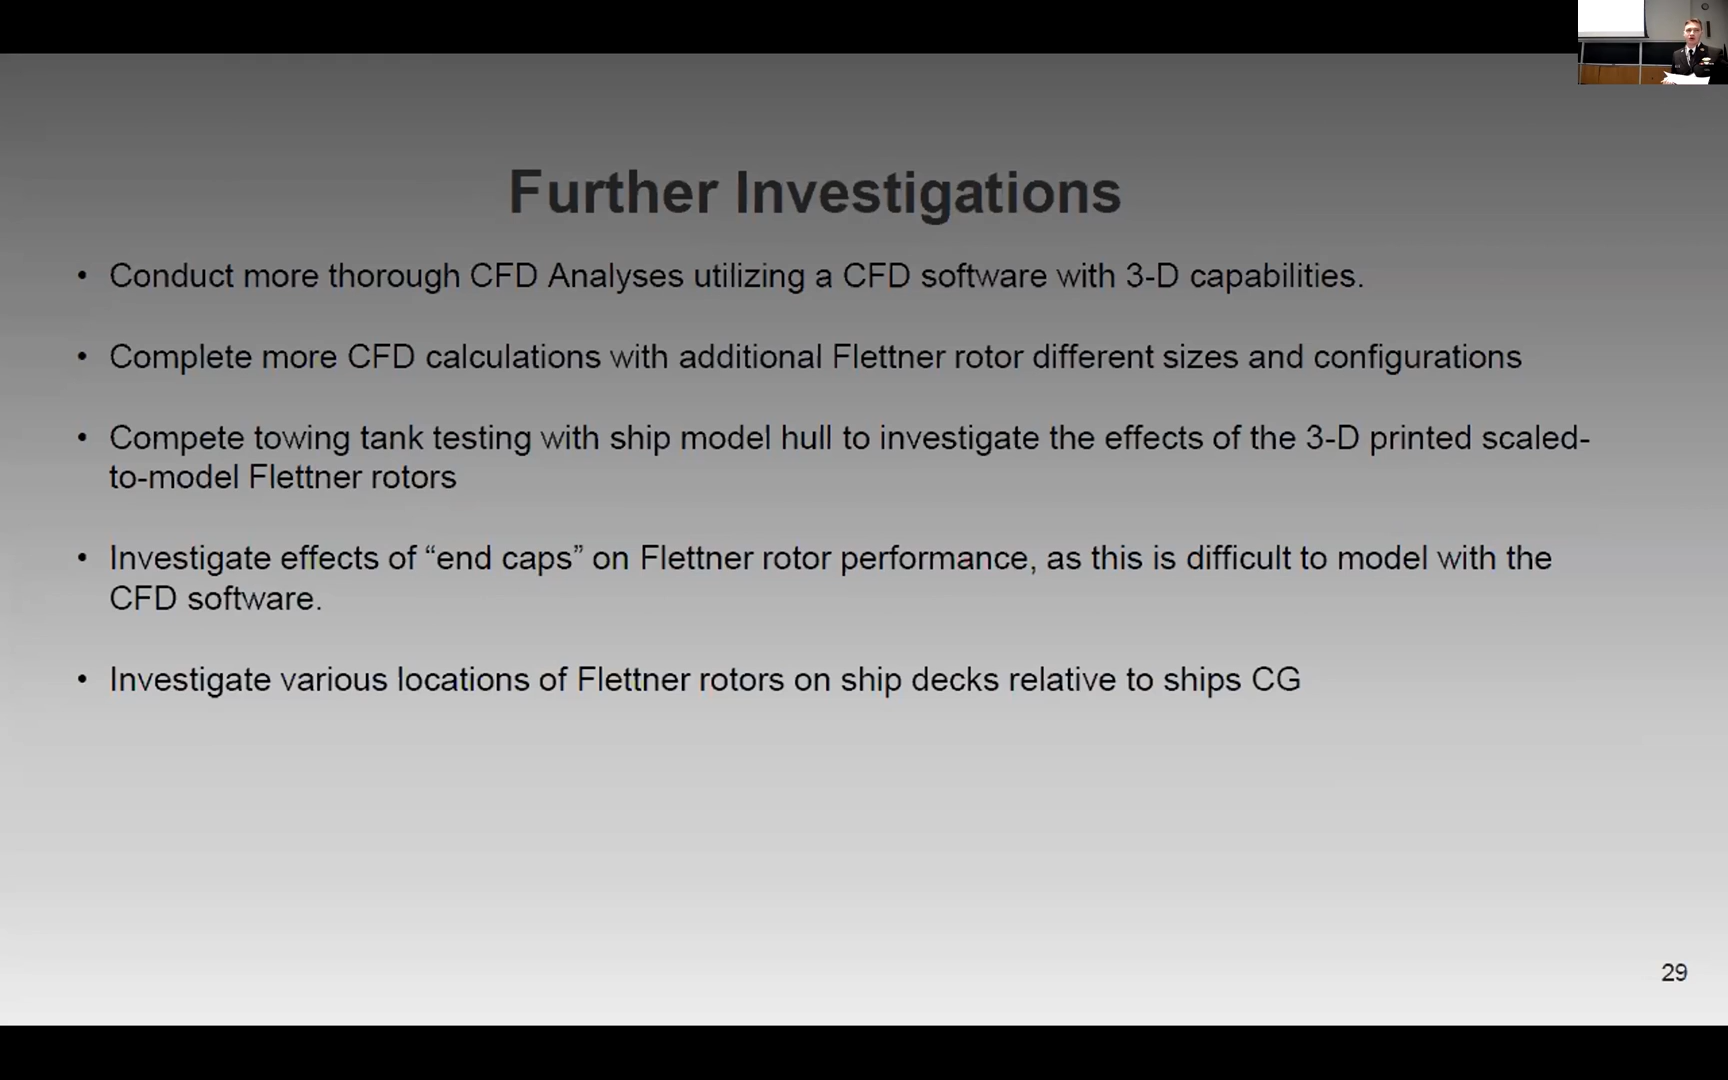 Further Investigations
• Conduct more thorough CFD Analyses utilizing a CFD software with 3-D capabilities.
• Complete more CFD calculations with additional Flettner rotor different sizes and configurations
• Compete towing tank testing with ship model hull to investigate the effects of the 3-D printed scaled-
to-model Flettner rotors
• Investigate effects of “end caps” on Flettner rotor performance, as this is difficult to model with the
CFD software.
• Investigate various locations of Flettner rotors on ship decks relative to ships CG
29